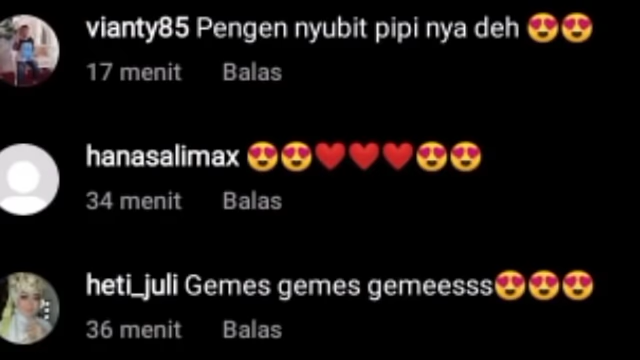 vianty85 Pengen nyubit pipi nya deh 😍😍
17 menit Balas
hanasalimax 😍😍❤️❤️❤️😍😍
34 menit Balas
heti_juli Gemes gemes gemeesss😍😍😍
36 menit Balas